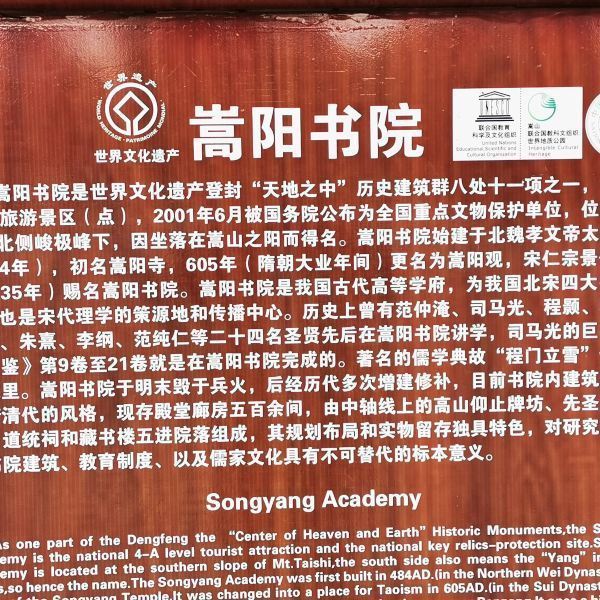 世界遗产
WORLD HERITAGE · PATRIMOINE MONDIAL
世界文化遗产
嵩阳书院
UNESCO
联合国教育
科学及文化组织
United Nations
Educational Scientific and
Cultural Organization
嵩山
联合国教科文组织
世界地质公园
Intangible Cultural
Heritage
嵩阳书院是世界文化遗产登封“天地之中”历史建筑群八处十一项之一，
旅游景区（点），2001年6月被国务院公布为全国重点文物保护单位，位
北侧峻极峰下，因坐落在嵩山之阳而得名。嵩阳书院始建于北魏孝文帝太
4年），初名嵩阳寺，605年（隋朝大业年间）更名为嵩阳观，宋仁宗景
35年）赐名嵩阳书院。嵩阳书院是我国古代高等学府，为我国北宋四大
也是宋代理学的策源地和传播中心。历史上曾有范仲淹、司马光、程颢、
、朱熹、李纲、范纯仁等二十四名圣贤先后在嵩阳书院讲学，司马光的巨
鉴》第9卷至21卷就是在嵩阳书院完成的。著名的儒学典故“程门立雪”
里。嵩阳书院于明末毁于兵火，后经历代多次增建修补，目前书院内建筑
清代的风格，现存殿堂廊房五百余间，由中轴线上的高山仰止牌坊、先圣
道统祠和藏书楼五进院落组成，其规划布局和实物留存独具特色，对研究
院建筑、教育制度、以及儒家文化具有不可替代的标本意义。
Songyang Academy
As one part of the Dengfeng the “Center of Heaven and Earth” Historic Monuments,the S
emy is the national 4-A level tourist attraction and the national key relics-protection site.S
emy is located at the southern slope of Mt.Taishi,the south side also means the “Yang” in
s,so hence the name.The Songyang Academy was first built in 484AD.(in the Northern Wei Dynas
of the Songyang Temple.It was changed into a place for Taoism in 605AD.(in the Sui Dynast